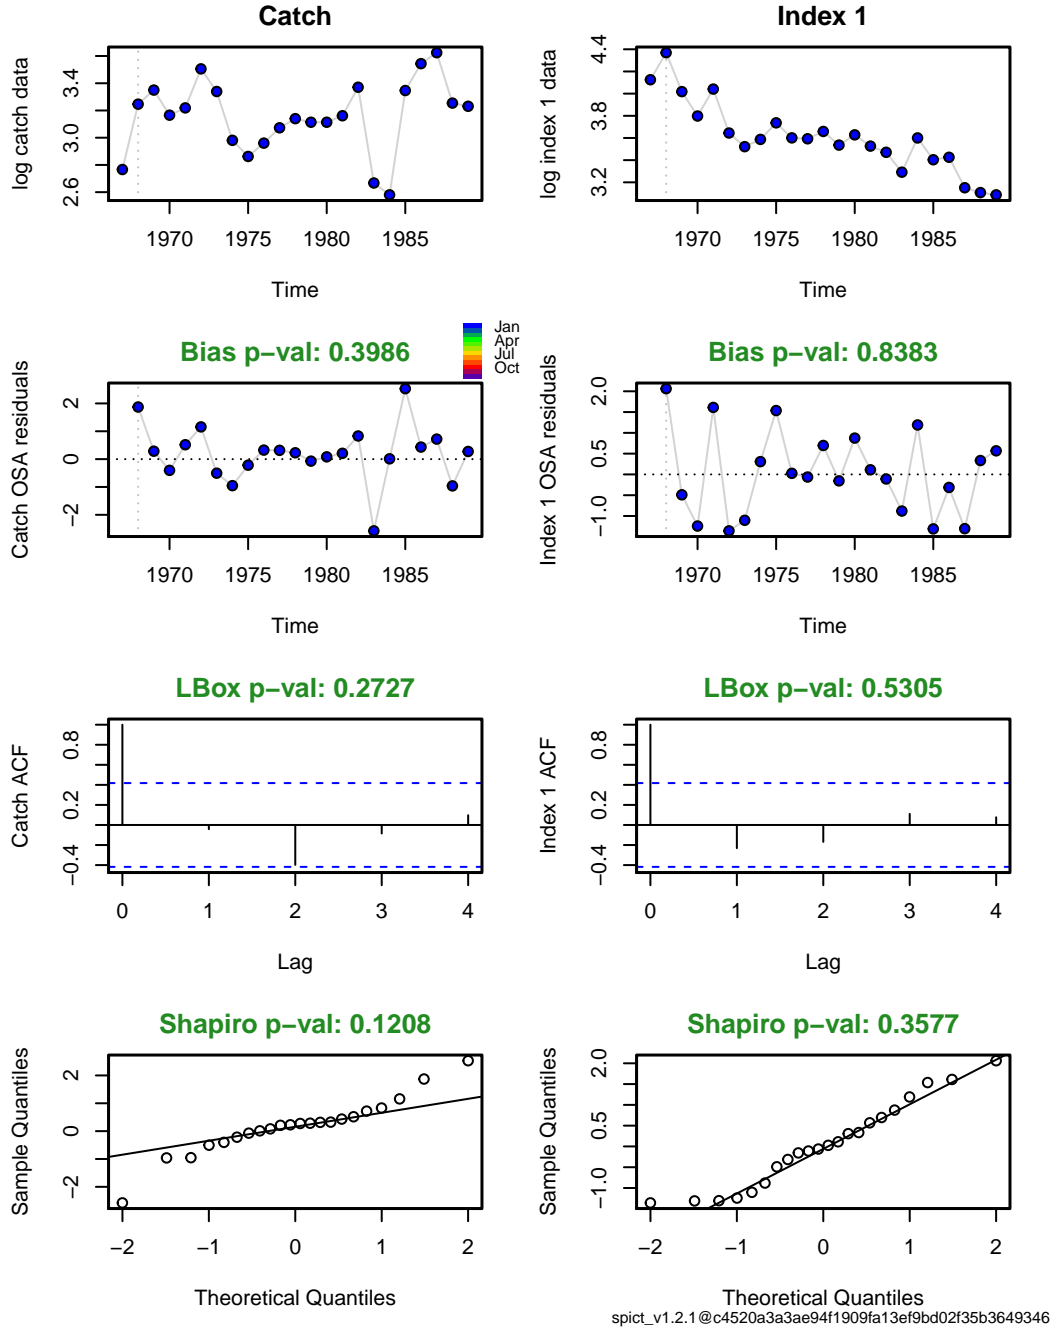 Catch
log catch data
2.6 3.0 3.4
1970 1975 1980 1985
Time
Index 1
log index 1 data
3.2 3.8 4.4
1970 1975 1980 1985
Time
Bias p−val: 0.3986
Jan
Apr
Jul
Oct
Catch OSA residuals
−2 0 2
1970 1975 1980 1985
Time
Bias p−val: 0.8383
Index 1 OSA residuals
−1.0 0.5 2.0
1970 1975 1980 1985
Time
LBox p−val: 0.2727
Catch ACF
−0.4 0.2 0.8
0 1 2 3 4
Lag
LBox p−val: 0.5305
Index 1 ACF
−0.4 0.2 0.8
0 1 2 3 4
Lag
Shapiro p−val: 0.1208
Sample Quantiles
−2 0 2
−2 −1 0 1 2
Theoretical Quantiles
Shapiro p−val: 0.3577
Sample Quantiles
−1.0 0.5 2.0
−2 −1 0 1 2
Theoretical Quantiles
spict_v1.2.1@c4520a3a3ae94f1909fa13ef9bd02f35b3649346